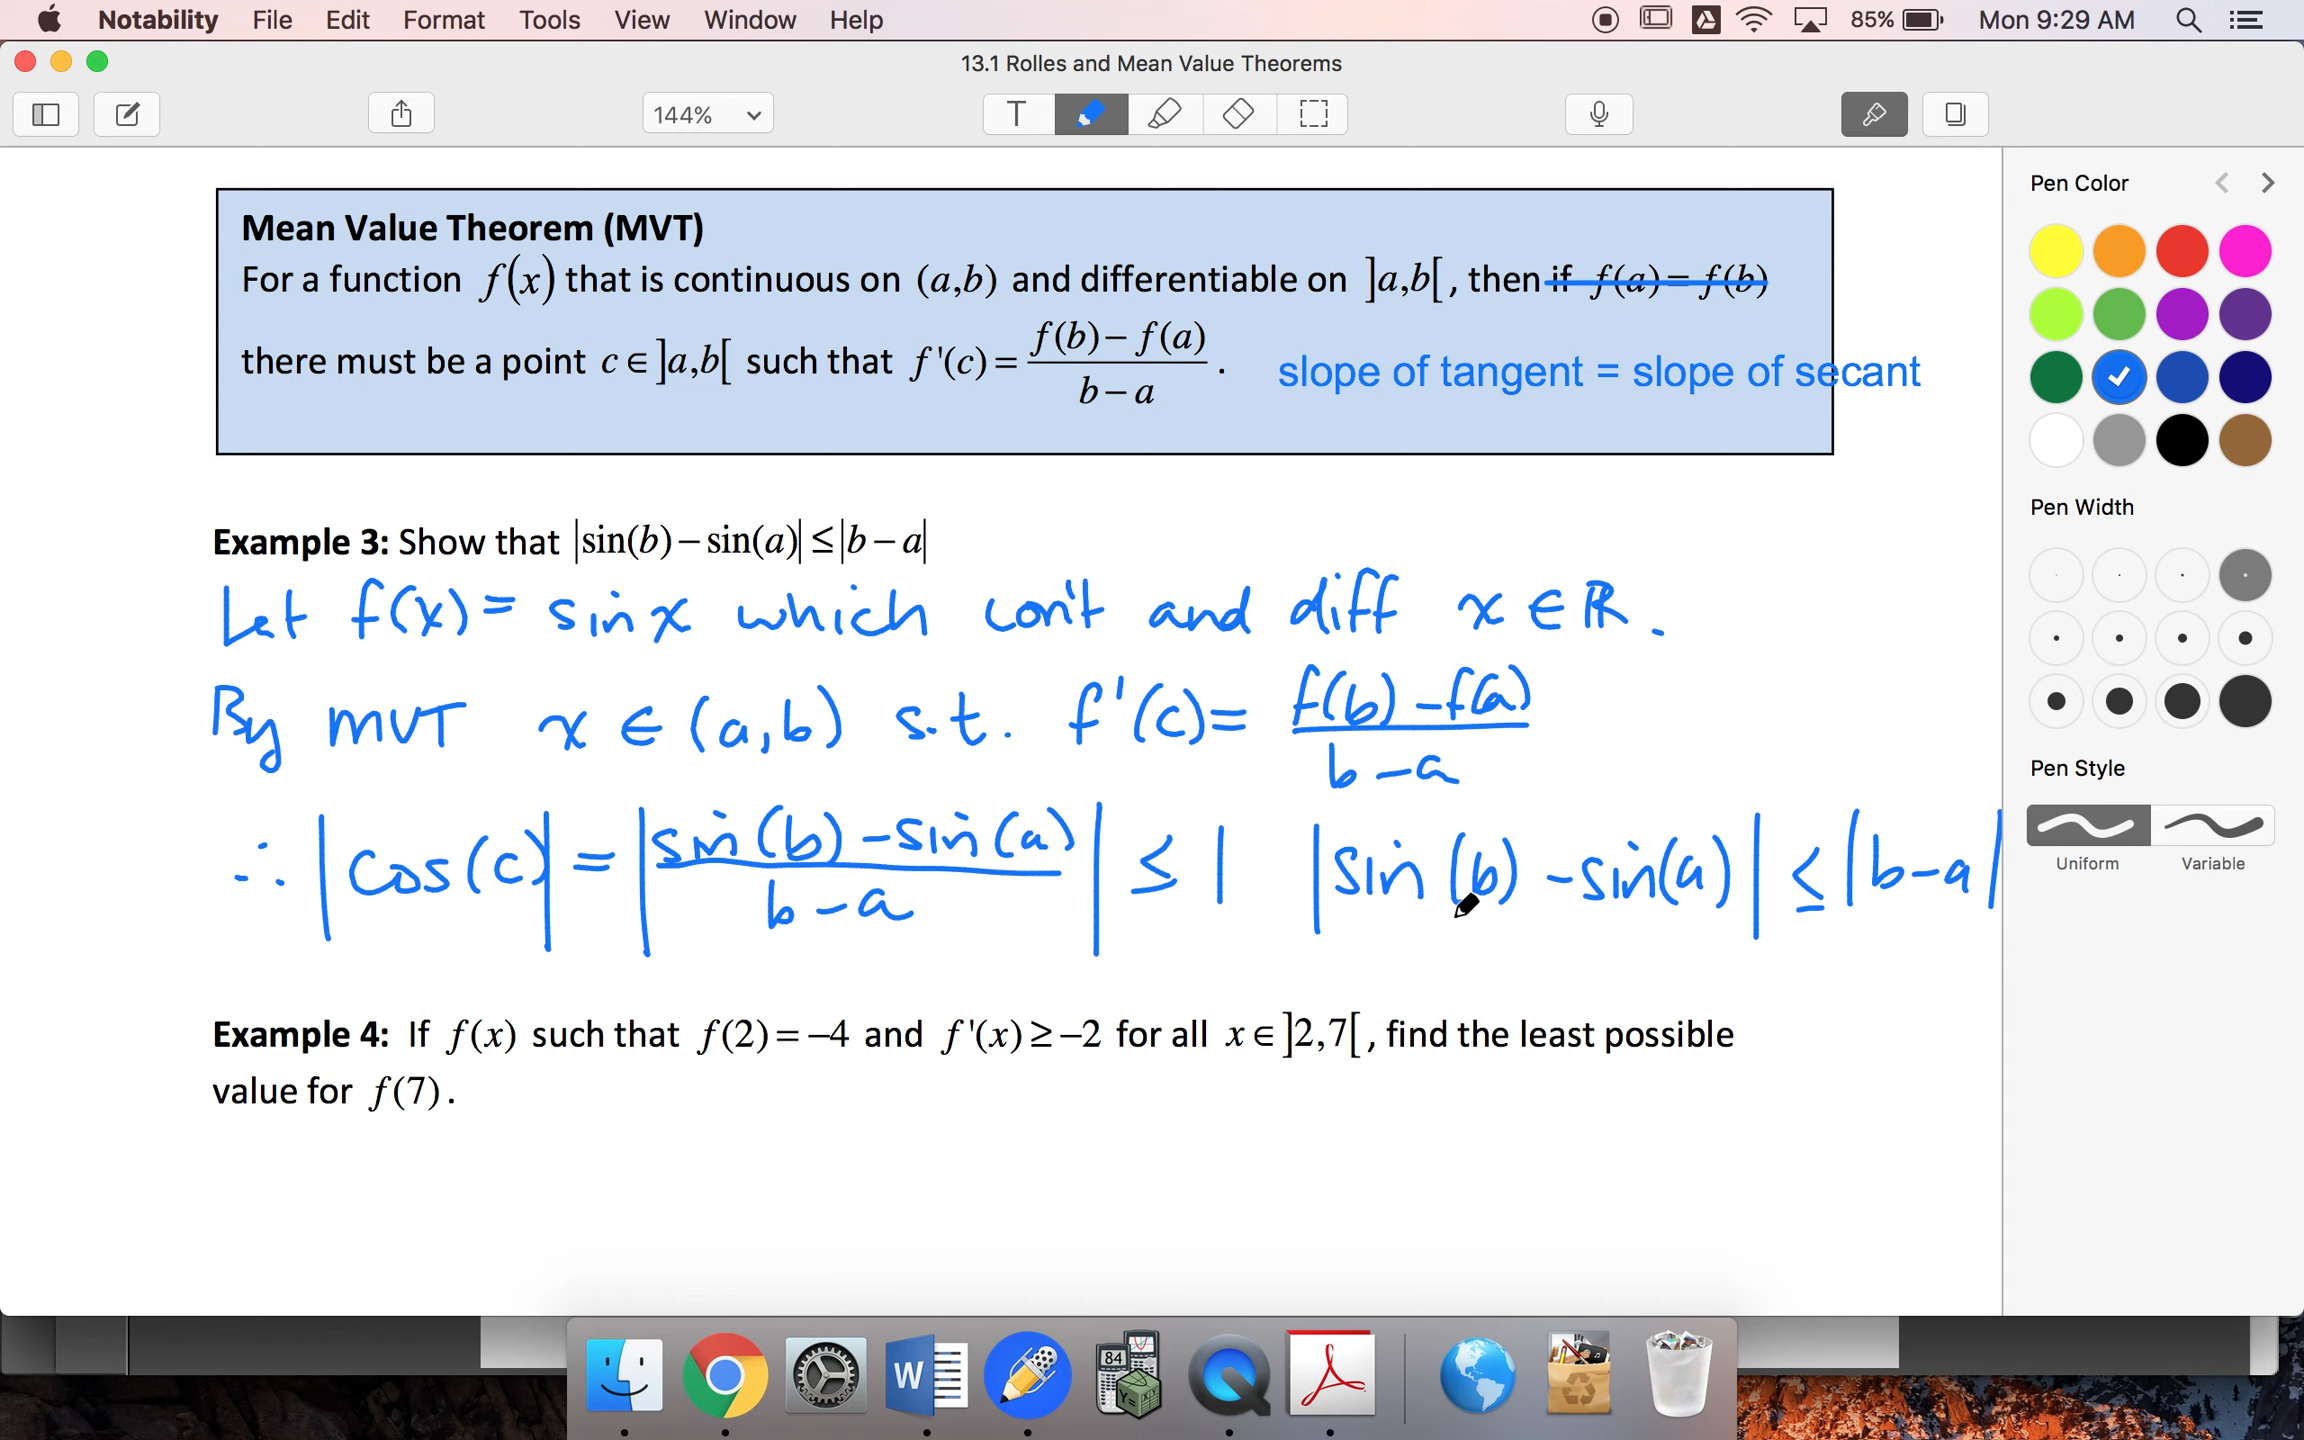 Notability File Edit Format Tools View Window Help 85% Mon 9:29 AM
13.1 Rolles and Mean Value Theorems
144% T
Mean Value Theorem (MVT)
For a function f(x) that is continuous on (a,b) and differentiable on ]a,b[, then if f(a)=f(b)
there must be a point c∈]a,b[ such that f'(c)= (f(b)−f(a))/(b−a) . slope of tangent = slope of secant
Example 3: Show that |sin(b)−sin(a)|≤|b−a|
Let f(x)= sin x which con't and diff x∈ℝ.
By MVT x∈(a,b) s.t. f'(c)= (f(b)−f(a))/(b−a)
∴ |cos(c)| = |(sin(b)−sin(a))/(b−a)| ≤ 1 |sin(b)−sin(a)| ≤ |b−a|
Example 4: If f(x) such that f(2)=−4 and f'(x)≥−2 for all x∈]2,7[, find the least possible
value for f(7).
Pen Color
Pen Width
Pen Style
Uniform Variable
W 84 Y= X,Y